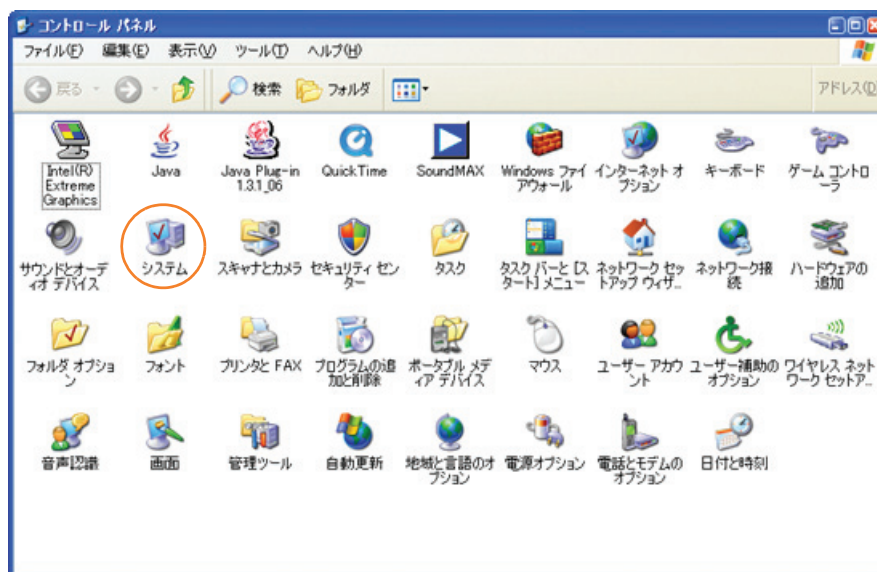 コントロール パネル
ファイル(F) 編集(E) 表示(V) ツール(T) ヘルプ(H)
戻る 検索 フォルダ アドレス(D
Intel(R)
Extreme
Graphics
Java
Java Plug-in
1.3.1_06
QuickTime
SoundMAX
Windows ファイ
アウォール
インターネット オ
プション
キーボード
ゲーム コントロ
ーラ
サウンドとオーデ
ィオ デバイス
システム
スキャナとカメラ
セキュリティ セン
ター
タスク
タスク バーと [ス
タート] メニュー
ネットワーク セッ
トアップ ウィザ...
ネットワーク接
続
ハードウェアの
追加
フォルダ オプショ
ン
フォント
プリンタと FAX
プログラムの追
加と削除
ポータブル メデ
ィア デバイス
マウス
ユーザー アカウ
ント
ユーザー補助の
オプション
ワイヤレス ネット
ワーク セットア...
音声認識
画面
管理ツール
自動更新
地域と言語のオ
プション
電源オプション
電話とモデムの
オプション
日付と時刻